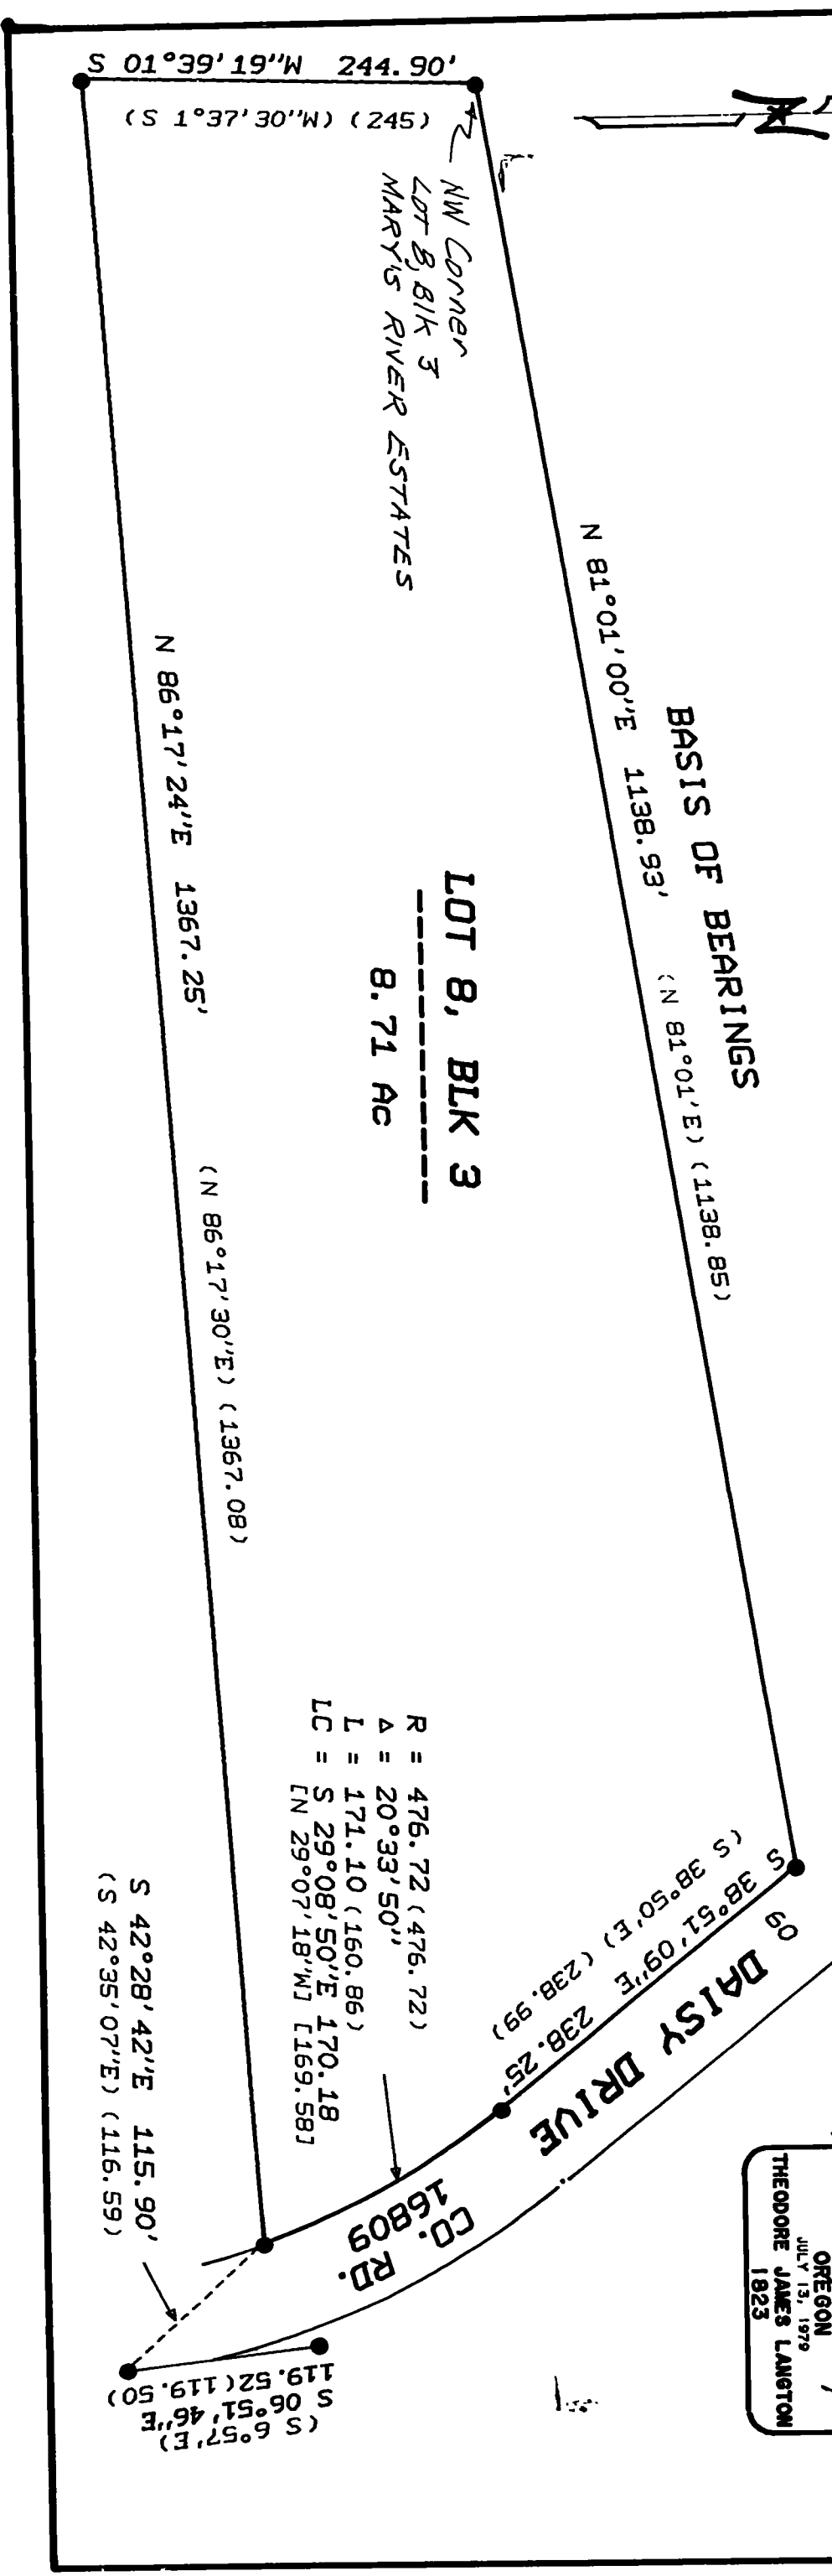 S 01°39'19"W 244.90'
(S 1°37'30"W) (245)
NW Corner
LOT 8, Blk 3
MARY'S RIVER ESTATES
N 81°01'00"E 1138.93' (N 81°01'E) (1138.85)
BASIS OF BEARINGS
LOT 8, BLK 3
8.71 Ac
N 86°17'24"E 1367.25' (N 86°17'30"E) (1367.08)
R = 476.72 (476.72)
Δ = 20°33'50"
L = 171.10 (160.86)
LC = S 29°08'50"E 170.18
[N 29°07'18"W] [169.58]
S 38°51'09"E 238.25'
(S 38°50'E) (238.99)
60
DAISY DRIVE
CO. RD.
16809
S 42°28'42"E 115.90'
(S 42°35'07"E) (116.59)
119.52 (119.50)
S 06°51'46"E
(S 6°57'E)
OREGON
JULY 13, 1979
THEODORE JAMES LANGTON
1823